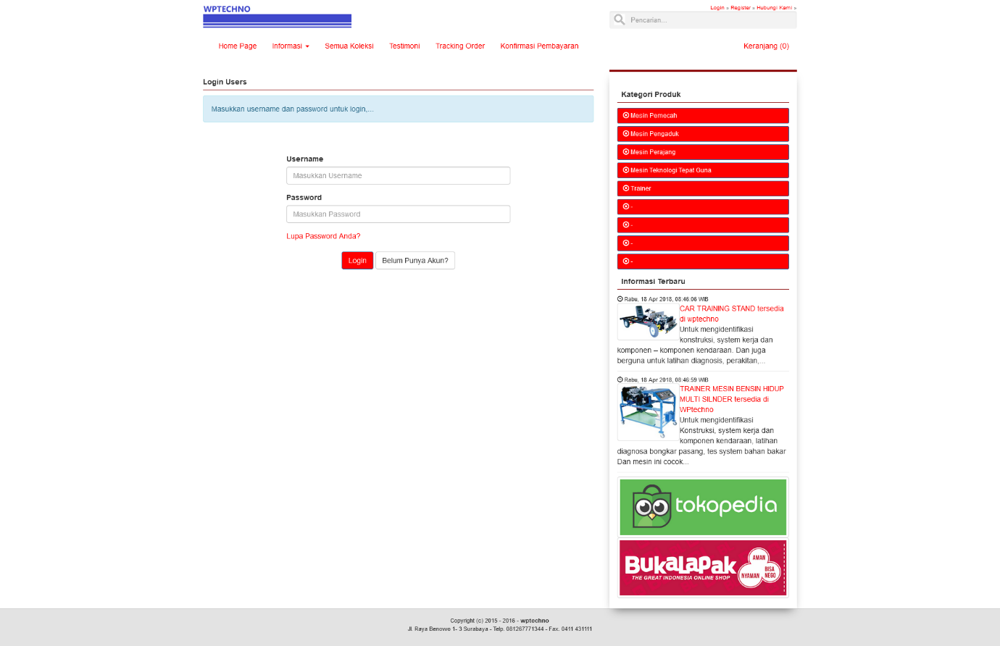 WPTECHNO
Login » Register » Hubungi Kami »
Pencarian...
Home Page Informasi Semua Koleksi Testimoni Tracking Order Konfirmasi Pembayaran Keranjang (0)
Login Users
Masukkan username dan password untuk login,...
Username
Masukkan Username
Password
Masukkan Password
Lupa Password Anda?
Login Belum Punya Akun?
Kategori Produk
Mesin Pemecah
Mesin Pengaduk
Mesin Perajang
Mesin Teknologi Tepat Guna
Trainer
-
-
-
-
Informasi Terbaru
Rabu, 18 Apr 2018, 08:46:06 WIB
CAR TRAINING STAND tersedia
di wptechno
Untuk mengidentifikasi
konstruksi, system kerja dan
komponen – komponen kendaraan. Dan juga
berguna untuk latihan diagnosis, perakitan,...
Rabu, 18 Apr 2018, 08:46:59 WIB
TRAINER MESIN BENSIN HIDUP
MULTI SILNDER tersedia di
WPtechno
Untuk mengidentifikasi
Konstruksi, system kerja dan
komponen kendaraan, latihan
diagnosa bongkar pasang, tes system bahan bakar
Dan mesin ini cocok...
tokopedia
BUKALAPAK
THE GREAT INDONESIA ONLINE SHOP
AMAN
NYAMAN
BISA
NEGO
Copyright (c) 2015 - 2016 - wptechno
Jl. Raya Benowo 1- 3 Surabaya - Telp. 081267771344 - Fax. 0411 431111